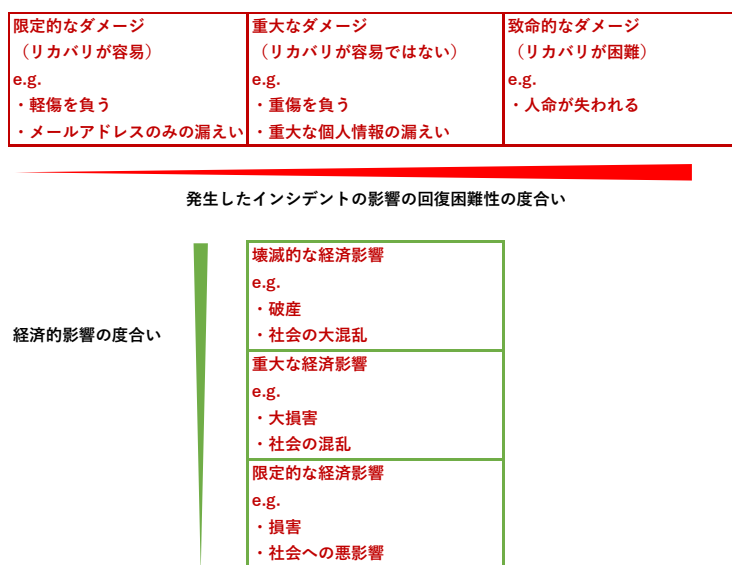 限定的なダメージ
（リカバリが容易）
e.g.
・軽傷を負う
・メールアドレスのみの漏えい
重大なダメージ
（リカバリが容易ではない）
e.g.
・重傷を負う
・重大な個人情報の漏えい
致命的なダメージ
（リカバリが困難）
e.g.
・人命が失われる
発生したインシデントの影響の回復困難性の度合い
経済的影響の度合い
壊滅的な経済影響
e.g.
・破産
・社会の大混乱
重大な経済影響
e.g.
・大損害
・社会の混乱
限定的な経済影響
e.g.
・損害
・社会への悪影響